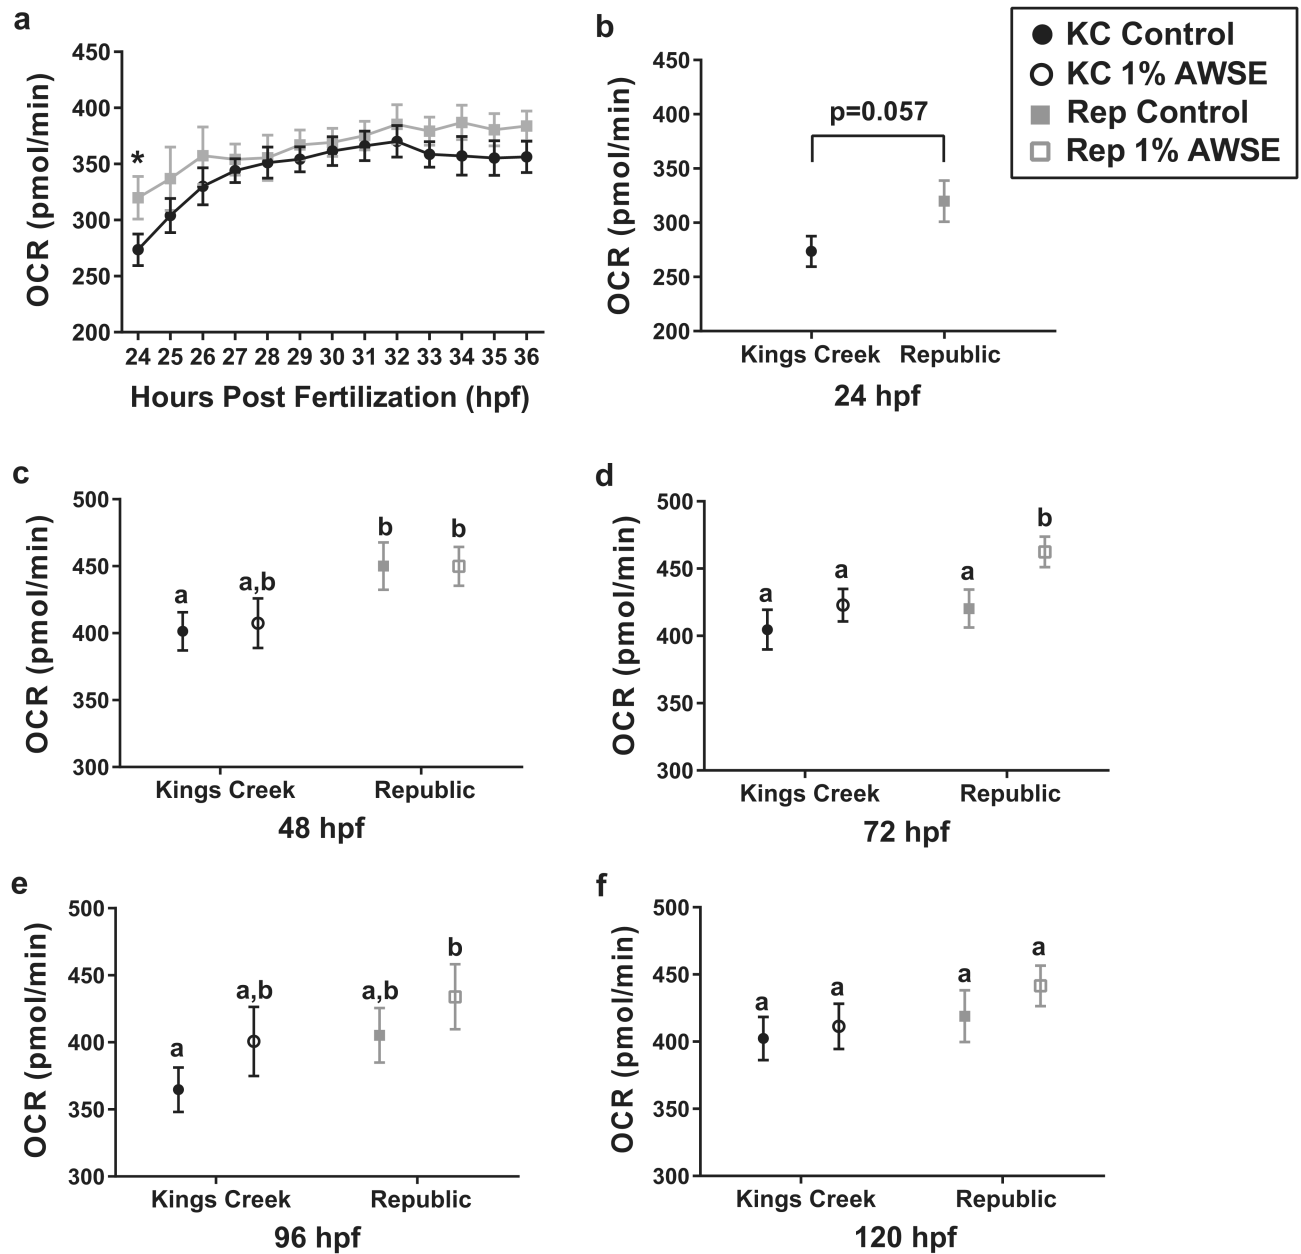 a
OCR (pmol/min)
450
400
350
300
250
200
*
24 25 26 27 28 29 30 31 32 33 34 35 36
Hours Post Fertilization (hpf)
b
OCR (pmol/min)
450
400
350
300
250
200
p=0.057
Kings Creek Republic
24 hpf
KC Control
KC 1% AWSE
Rep Control
Rep 1% AWSE
c
OCR (pmol/min)
500
450
400
350
300
a
a,b
b
b
Kings Creek Republic
48 hpf
d
OCR (pmol/min)
500
450
400
350
300
a
a
a
b
Kings Creek Republic
72 hpf
e
OCR (pmol/min)
500
450
400
350
300
a
a,b
a,b
b
Kings Creek Republic
96 hpf
f
OCR (pmol/min)
500
450
400
350
300
a
a
a
a
Kings Creek Republic
120 hpf